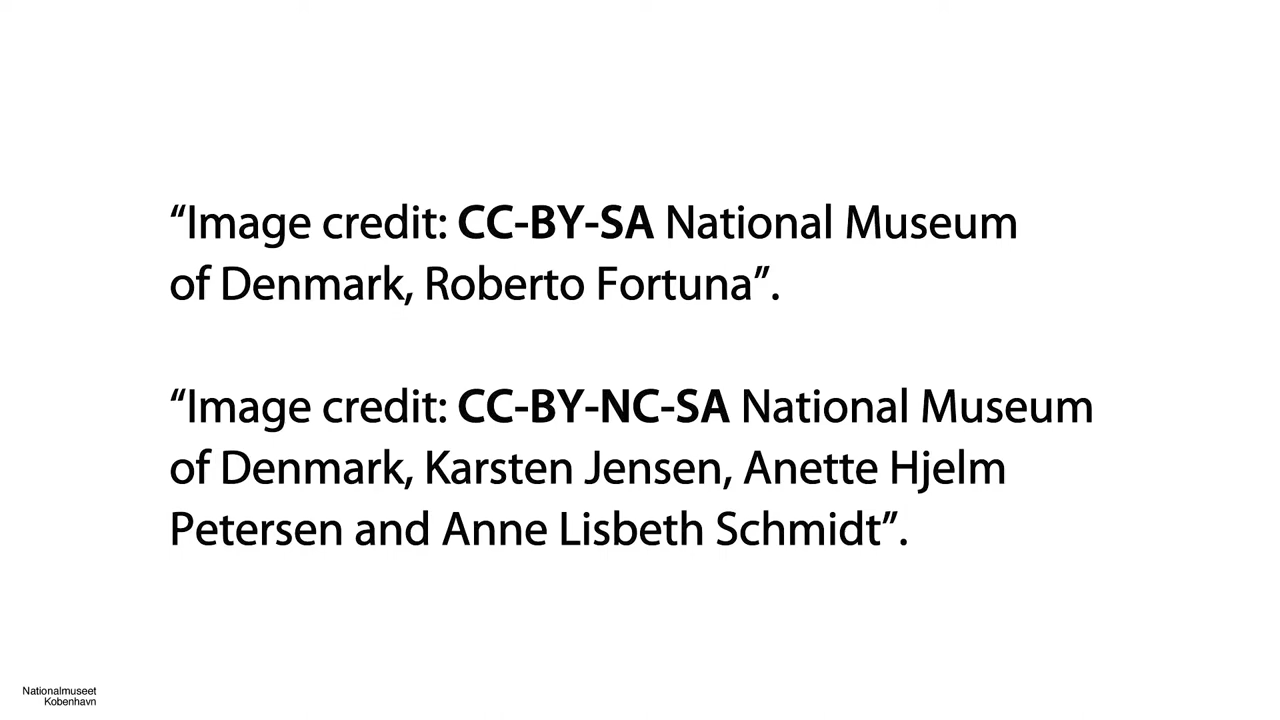 “Image credit: CC-BY-SA National Museum
of Denmark, Roberto Fortuna”.
“Image credit: CC-BY-NC-SA National Museum
of Denmark, Karsten Jensen, Anette Hjelm
Petersen and Anne Lisbeth Schmidt”.
Nationalmuseet
Kobenhavn